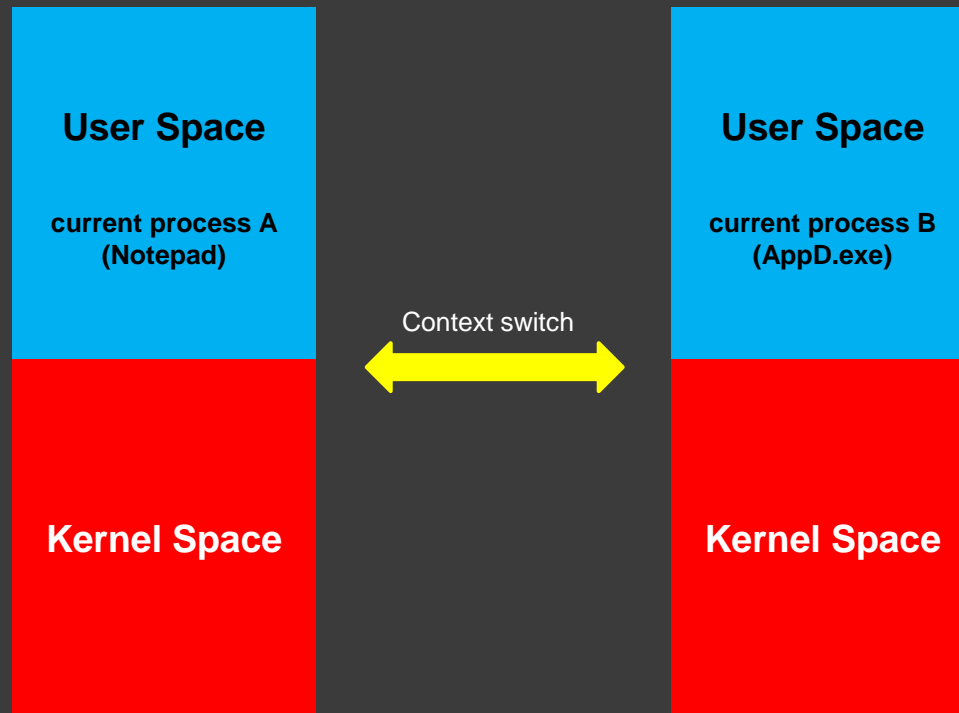 User Space
current process A
(Notepad)
Kernel Space
Context switch
User Space
current process B
(AppD.exe)
Kernel Space